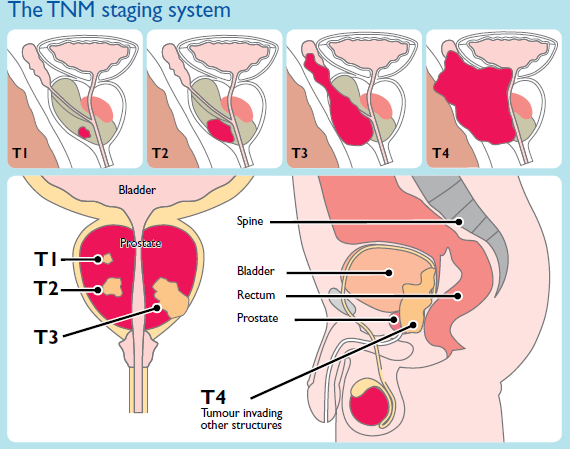 The TNM staging system
T1
T2
T3
T4
Bladder
Prostate
T1
T2
T3
Spine
Bladder
Rectum
Prostate
T4
Tumour invading
other structures